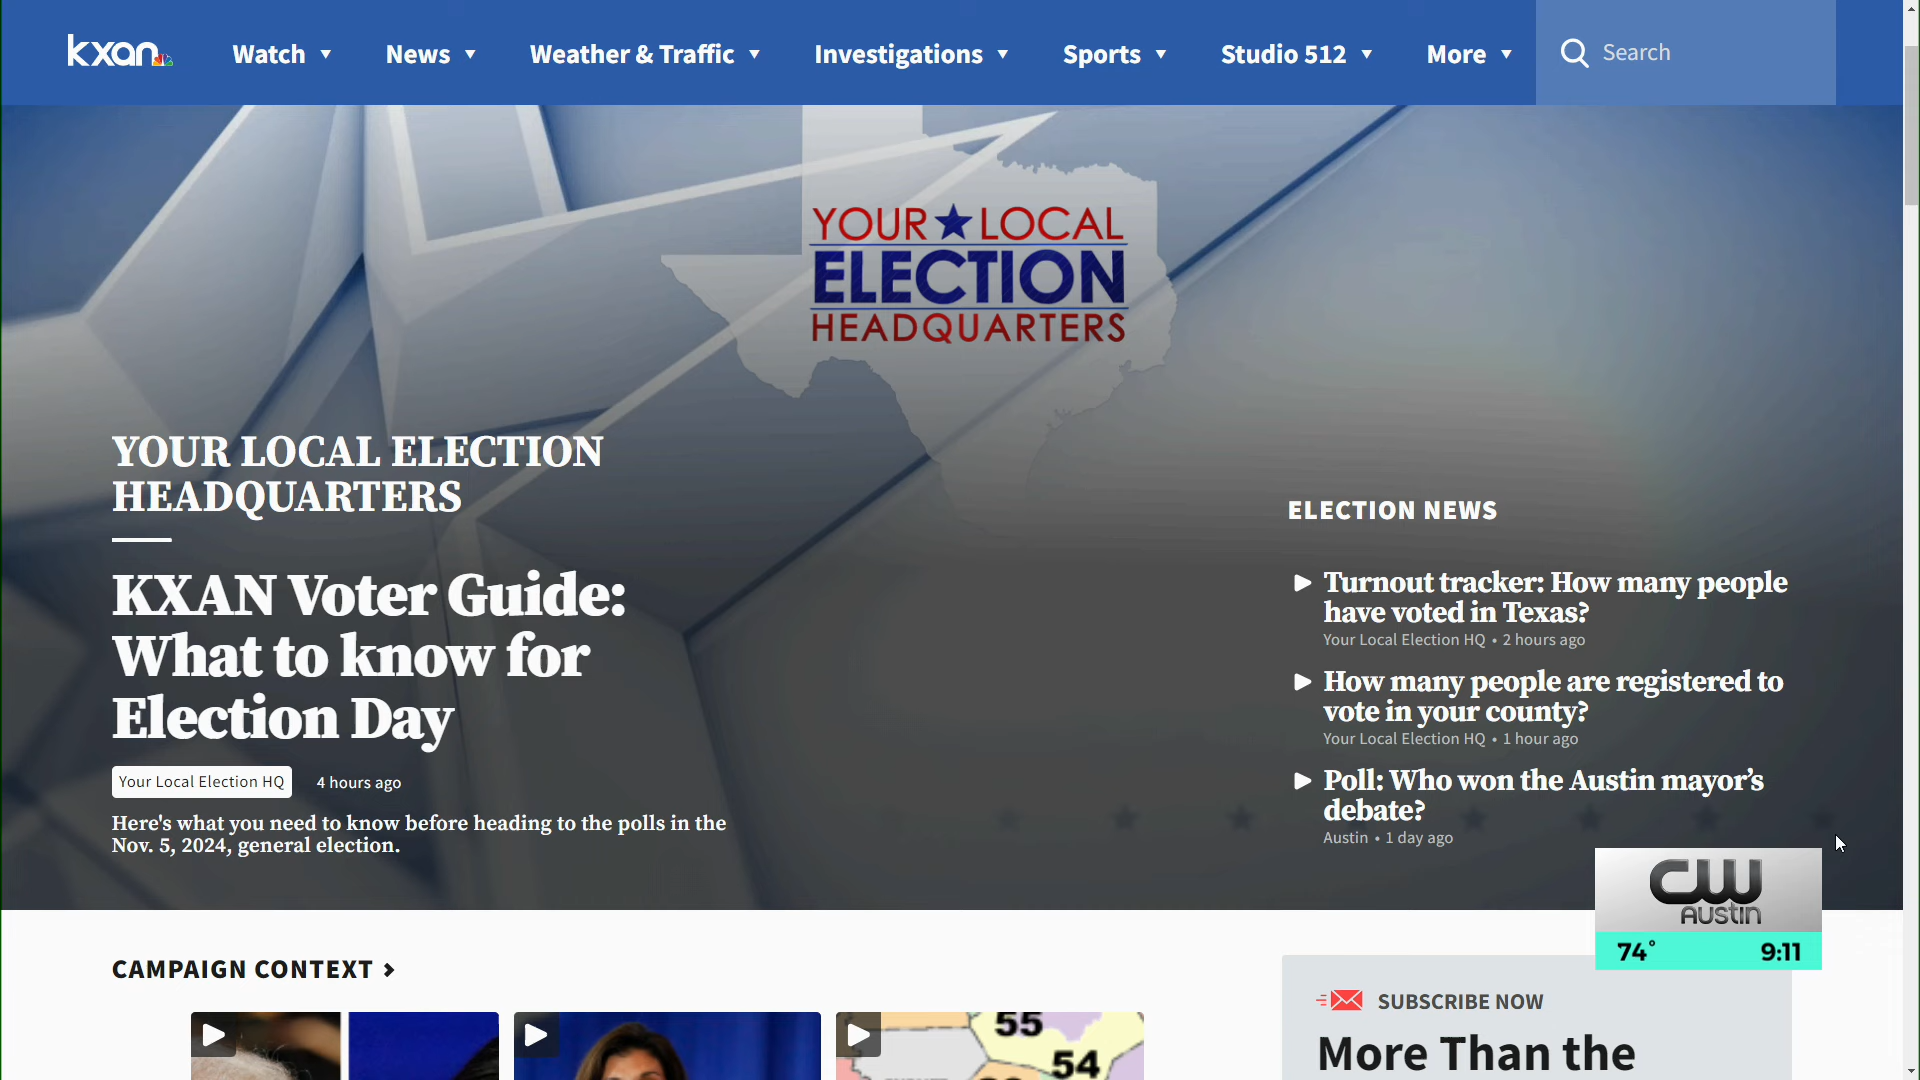 kxan
Watch
News
Weather & Traffic
Investigations
Sports
Studio 512
More
Search
YOUR LOCAL
ELECTION
HEADQUARTERS
YOUR LOCAL ELECTION
HEADQUARTERS
KXAN Voter Guide:
What to know for
Election Day
Your Local Election HQ
4 hours ago
Here's what you need to know before heading to the polls in the
Nov. 5, 2024, general election.
ELECTION NEWS
Turnout tracker: How many people
have voted in Texas?
Your Local Election HQ • 2 hours ago
How many people are registered to
vote in your county?
Your Local Election HQ • 1 hour ago
Poll: Who won the Austin mayor’s
debate?
Austin • 1 day ago
CW
AUSTIN
74° 9:11
CAMPAIGN CONTEXT
55
54
SUBSCRIBE NOW
More Than the